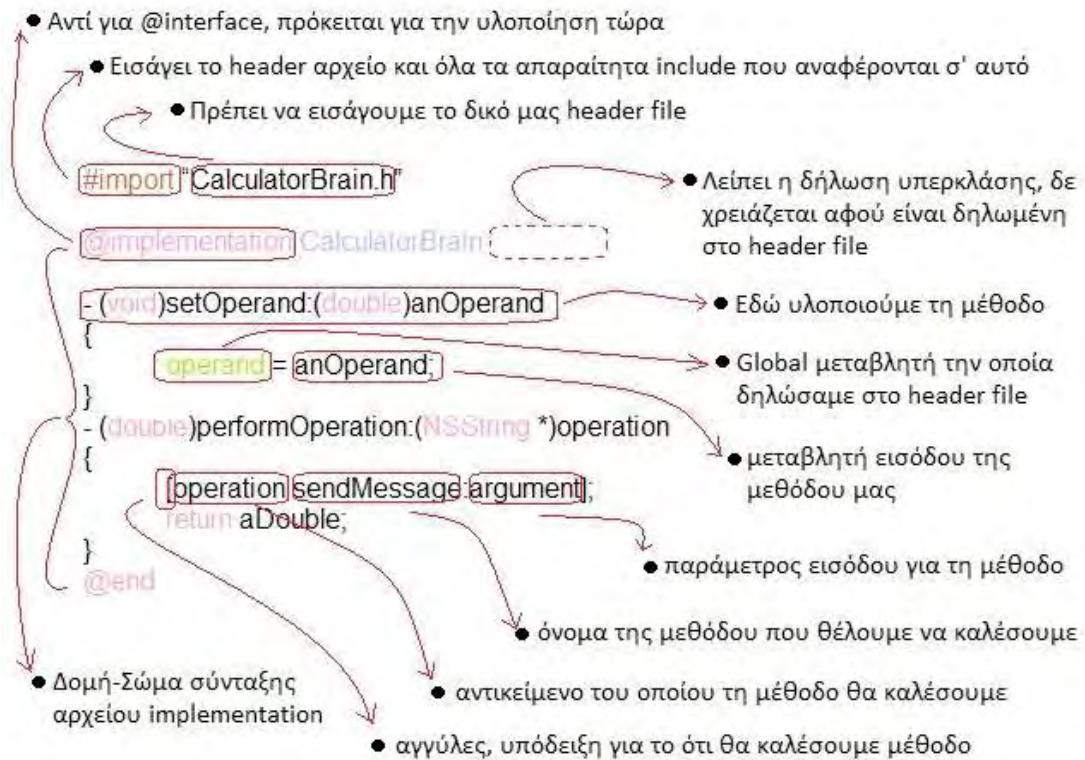 ● Αντί για @interface, πρόκειται για την υλοποίηση τώρα
● Εισάγει το header αρχείο και όλα τα απαραίτητα include που αναφέρονται σ' αυτό
● Πρέπει να εισάγουμε το δικό μας header file
#import "CalculatorBrain.h"
● Λείπει η δήλωση υπερκλάσης, δε
χρειάζεται αφού είναι δηλωμένη
στο header file
@implementation CalculatorBrain
- (void)setOperand:(double)anOperand
● Εδώ υλοποιούμε τη μέθοδο
{
operand = anOperand;
● Global μεταβλητή την οποία
δηλώσαμε στο header file
}
- (double)performOperation:(NSString *)operation
● μεταβλητή εισόδου της
μεθόδου μας
{
[operation sendMessage:argument];
return aDouble;
● παράμετρος εισόδου για τη μέθοδο
}
@end
● όνομα της μεθόδου που θέλουμε να καλέσουμε
● Δομή-Σώμα σύνταξης
αρχείου implementation
● αντικείμενο του οποίου τη μέθοδο θα καλέσουμε
● αγγύλες, υπόδειξη για το ότι θα καλέσουμε μέθοδο